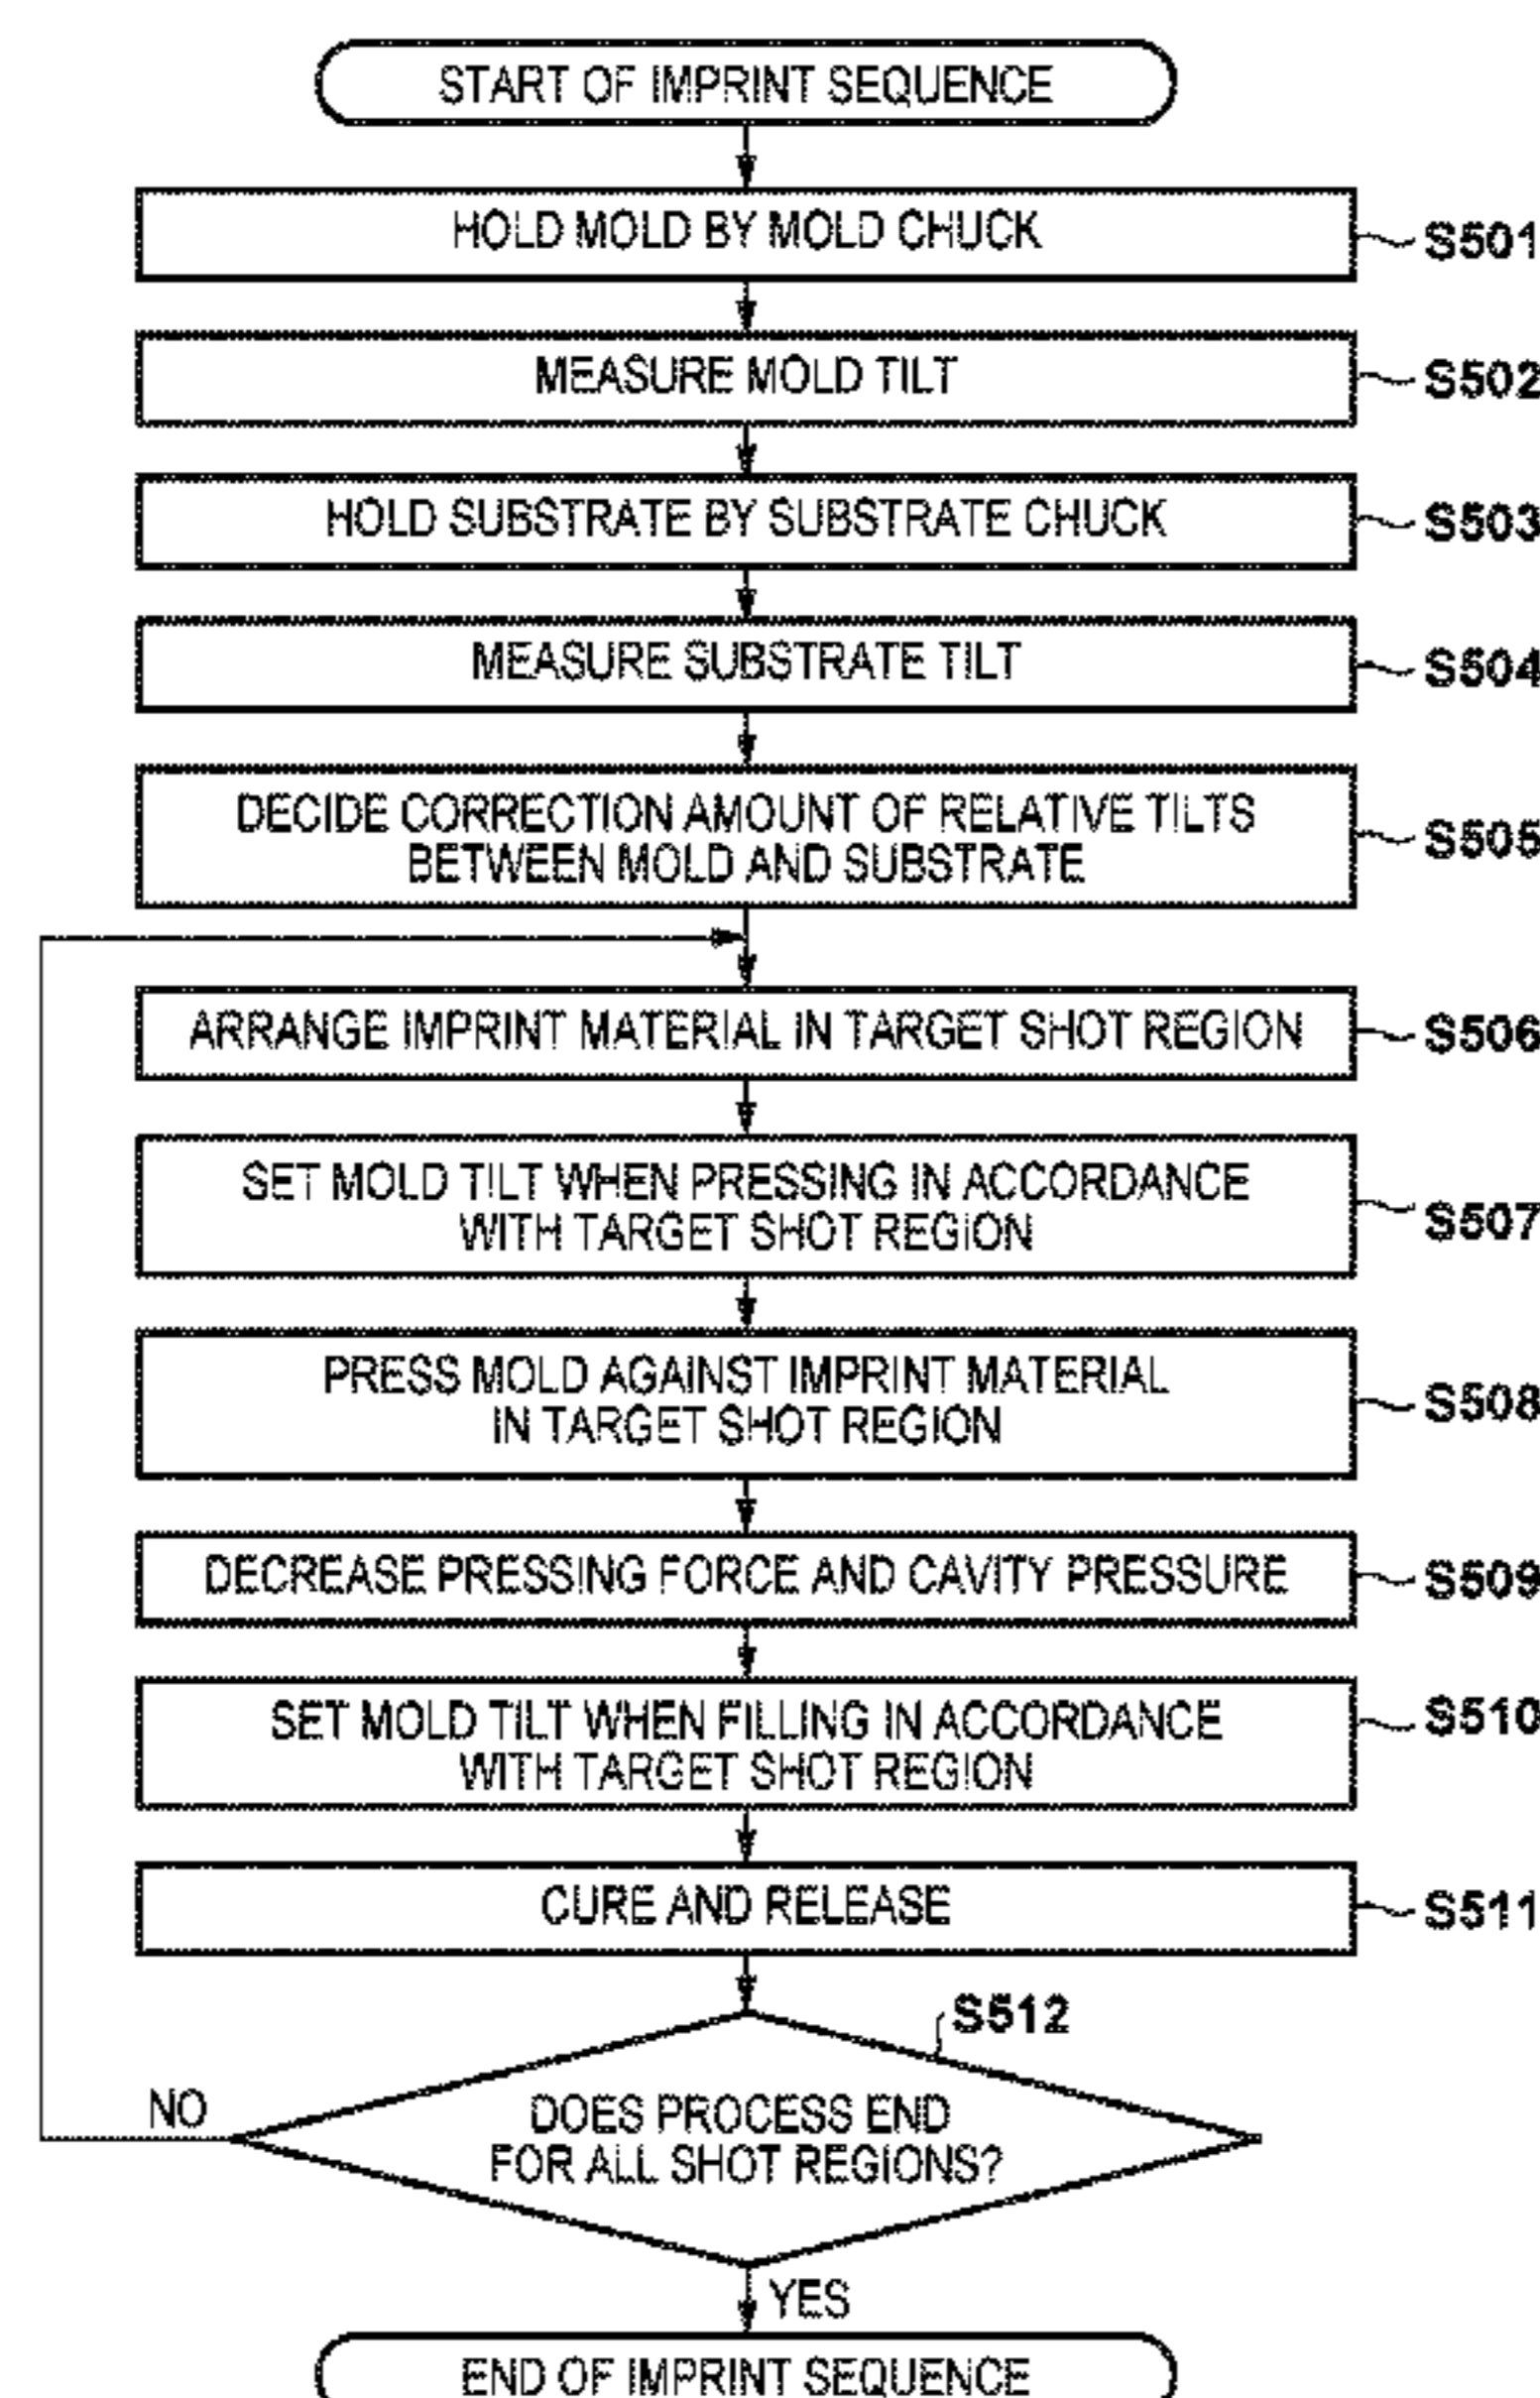 START OF IMPRINT SEQUENCE
HOLD MOLD BY MOLD CHUCK
S501
MEASURE MOLD TILT
S502
HOLD SUBSTRATE BY SUBSTRATE CHUCK
S503
MEASURE SUBSTRATE TILT
S504
DECIDE CORRECTION AMOUNT OF RELATIVE TILTS
BETWEEN MOLD AND SUBSTRATE
S505
ARRANGE IMPRINT MATERIAL IN TARGET SHOT REGION
S506
SET MOLD TILT WHEN PRESSING IN ACCORDANCE
WITH TARGET SHOT REGION
S507
PRESS MOLD AGAINST IMPRINT MATERIAL
IN TARGET SHOT REGION
S508
DECREASE PRESSING FORCE AND CAVITY PRESSURE
S509
SET MOLD TILT WHEN FILLING IN ACCORDANCE
WITH TARGET SHOT REGION
S510
CURE AND RELEASE
S511
S512
NO
DOES PROCESS END
FOR ALL SHOT REGIONS?
YES
END OF IMPRINT SEQUENCE